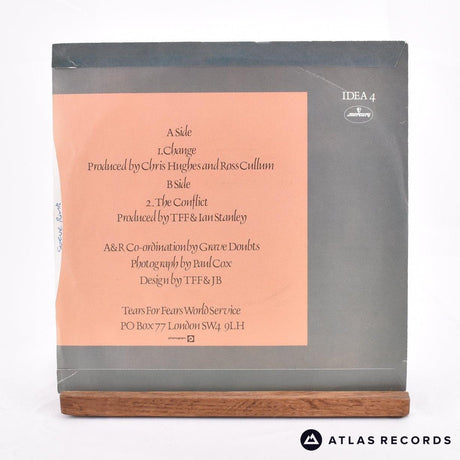 IDEA 4
mercury
A Side
1. Change
Produced by Chris Hughes and Ross Cullum
B Side
2. The Conflict
Produced by TFF & Ian Stanley
A&R Co-ordination by Grave Doubts
Photograph by Paul Cox
Design by TFF & JB
Tears For Fears World Service
PO Box 77 London SW4 9LH
phonogram
ATLAS RECORDS